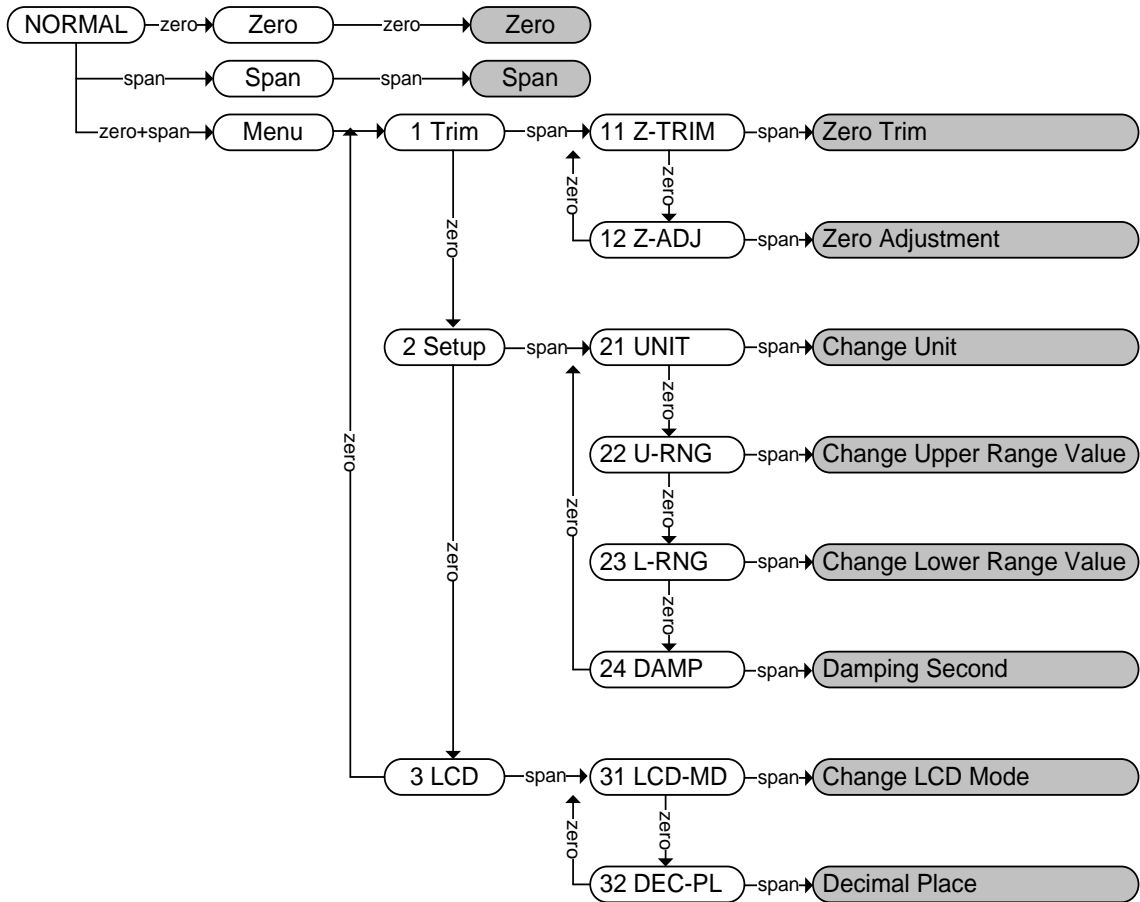 NORMAL zero Zero zero Zero
span Span span Span
zero+span Menu 1 Trim span 11 Z-TRIM span Zero Trim
zero zero
zero
12 Z-ADJ span Zero Adjustment
2 Setup span 21 UNIT span Change Unit
zero
zero
22 U-RNG span Change Upper Range Value
zero zero
zero
zero
23 L-RNG span Change Lower Range Value
zero
24 DAMP span Damping Second
3 LCD span 31 LCD-MD span Change LCD Mode
zero zero
32 DEC-PL span Decimal Place